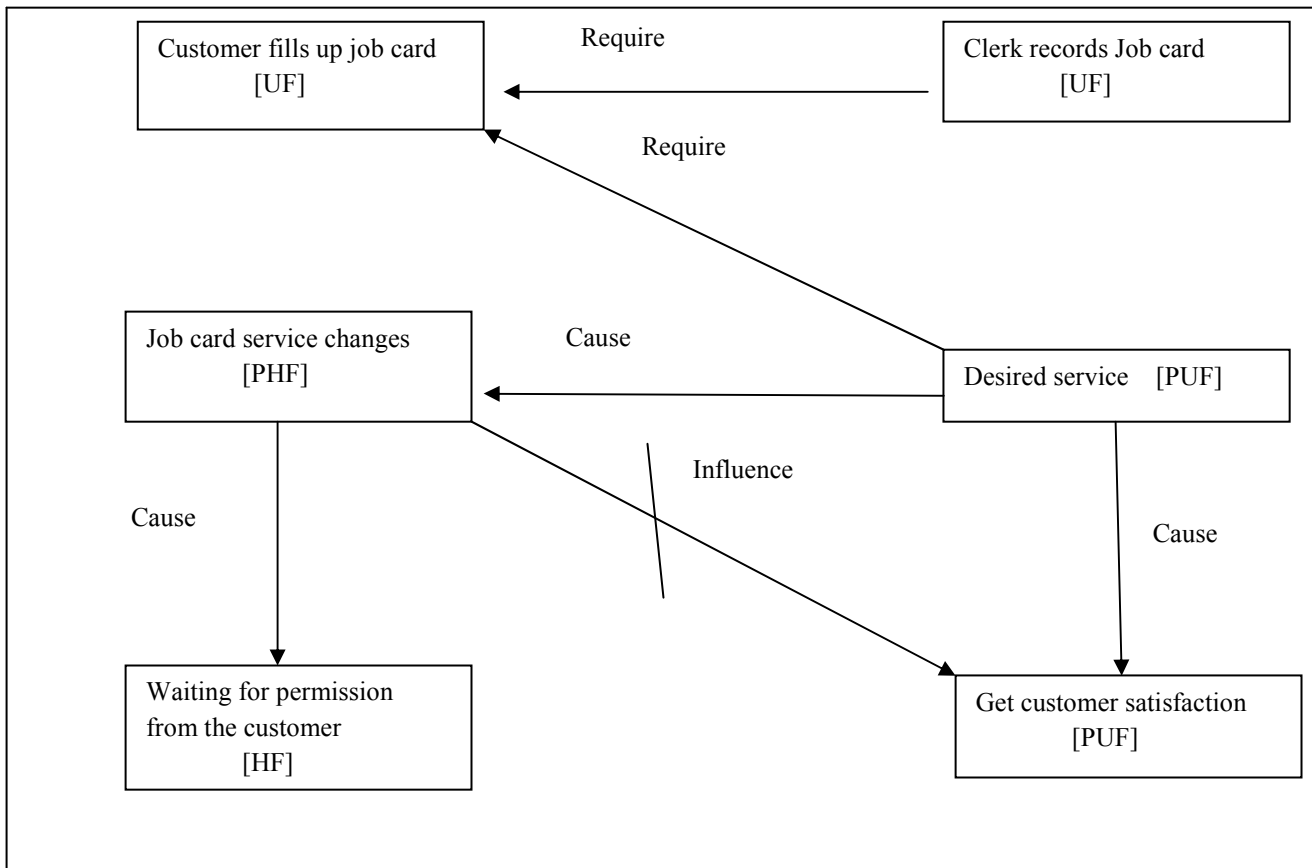 Customer fills up job card
[UF]
Require
Clerk records Job card
[UF]
Require
Job card service changes
[PHF]
Cause
Desired service [PUF]
Influence
Cause
Cause
Waiting for permission
from the customer
[HF]
Get customer satisfaction
[PUF]